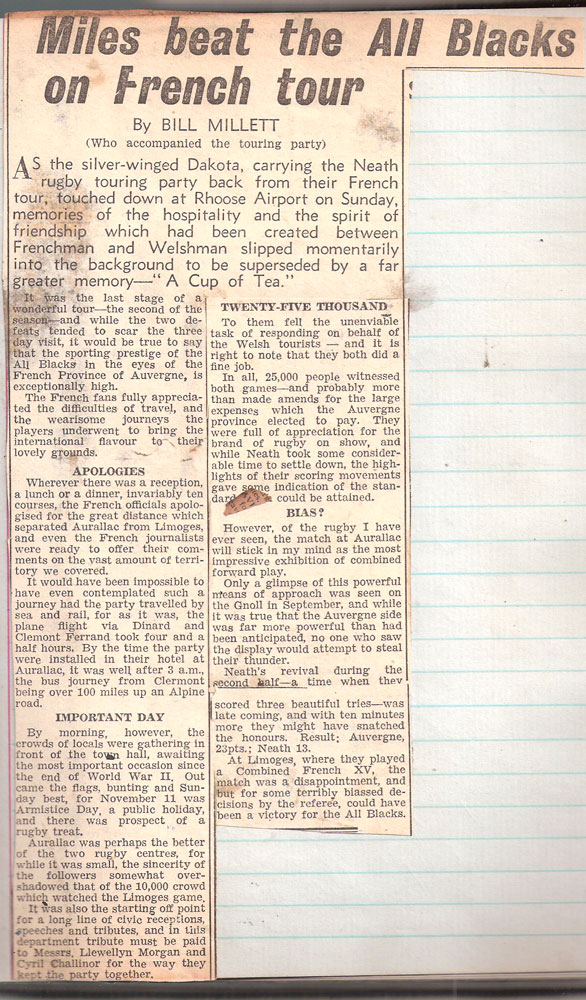 Miles beat the All Blacks
on French tour
By BILL MILLETT
(Who accompanied the touring party)
AS the silver-winged Dakota, carrying the Neath
rugby touring party back from their French
tour, touched down at Rhoose Airport on Sunday,
memories of the hospitality and the spirit of
friendship which had been created between
Frenchman and Welshman slipped momentarily
into the background to be superseded by a far
greater memory—"A Cup of Tea."
It was the last stage of a
wonderful tour—the second of the
season—and while the two de-
feats tended to scar the three
day visit, it would be true to say
that the sporting prestige of the
All Blacks in the eyes of the
French Province of Auvergne, is
exceptionally high.
The French fans fully apprecia-
ted the difficulties of travel, and
the wearisome journeys the
players underwent to bring the
international flavour to their
lovely grounds.
APOLOGIES
Wherever there was a reception,
a lunch or a dinner, invariably ten
courses, the French officials apolo-
gised for the great distance which
separated Aurallac from Limoges,
and even the French journalists
were ready to offer their com-
ments on the vast amount of terri-
tory we covered.
It would have been impossible to
have even contemplated such a
journey had the party travelled by
sea and rail, for as it was, the
plane flight via Dinard and
Clemont Ferrand took four and a
half hours. By the time the party
were installed in their hotel at
Aurallac, it was well after 3 a.m.,
the bus journey from Clermont
being over 100 miles up an Alpine
road.
IMPORTANT DAY
By morning, however, the
crowds of locals were gathering in
front of the town hall, awaiting
the most important occasion since
the end of World War II. Out
came the flags, bunting and Sun-
day best, for November 11 was
Armistice Day, a public holiday,
and there was prospect of a
rugby treat.
Aurallac was perhaps the better
of the two rugby centres, for
while it was small, the sincerity of
the followers somewhat over-
shadowed that of the 10,000 crowd
which watched the Limoges game.
It was also the starting off point
for a long line of civic receptions,
speeches and tributes, and in this
department tribute must be paid
to Messrs. Llewellyn Morgan and
Cyril Challinor for the way they
kept the party together.
TWENTY-FIVE THOUSAND
To them fell the unenviable
task of responding on behalf of
the Welsh tourists — and it is
right to note that they both did a
fine job.
In all, 25,000 people witnessed
both games—and probably more
than made amends for the large
expenses which the Auvergne
province elected to pay. They
were full of appreciation for the
brand of rugby on show, and
while Neath took some consider-
able time to settle down, the high-
lights of their scoring movements
gave some indication of the stan-
dard could be attained.
BIAS?
However, of the rugby I have
ever seen, the match at Aurallac
will stick in my mind as the most
impressive exhibition of combined
forward play.
Only a glimpse of this powerful
means of approach was seen on
the Gnoll in September, and while
it was true that the Auvergne side
was far more powerful than had
been anticipated, no one who saw
the display would attempt to steal
their thunder.
Neath's revival during the
second half—a time when they
scored three beautiful tries—was
late coming, and with ten minutes
more they might have snatched
the honours. Result: Auvergne,
23pts.; Neath 13.
At Limoges, where they played
a Combined French XV, the
match was a disappointment, and
but for some terribly biassed de-
cisions by the referee, could have
been a victory for the All Blacks.